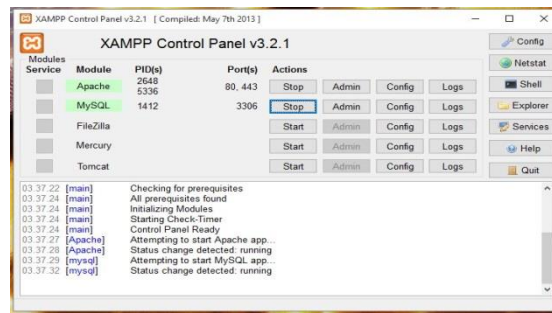 XAMPP Control Panel v3.2.1 [ Compiled: May 7th 2013 ]
XAMPP Control Panel v3.2.1
Config
Modules
Service Module PID(s) Port(s) Actions
Netstat
Apache 2648 5336 80, 443 Stop Admin Config Logs
Shell
MySQL 1412 3306 Stop Admin Config Logs
Explorer
FileZilla Start Admin Config Logs
Services
Mercury Start Admin Config Logs
Help
Tomcat Start Admin Config Logs
Quit
03.37.22 [main] Checking for prerequisites
03.37.24 [main] All prerequisites found
03.37.24 [main] Initializing Modules
03.37.24 [main] Starting Check-Timer
03.37.24 [main] Control Panel Ready
03.37.27 [Apache] Attempting to start Apache app...
03.37.28 [Apache] Status change detected: running
03.37.29 [mysql] Attempting to start MySQL app...
03.37.32 [mysql] Status change detected: running